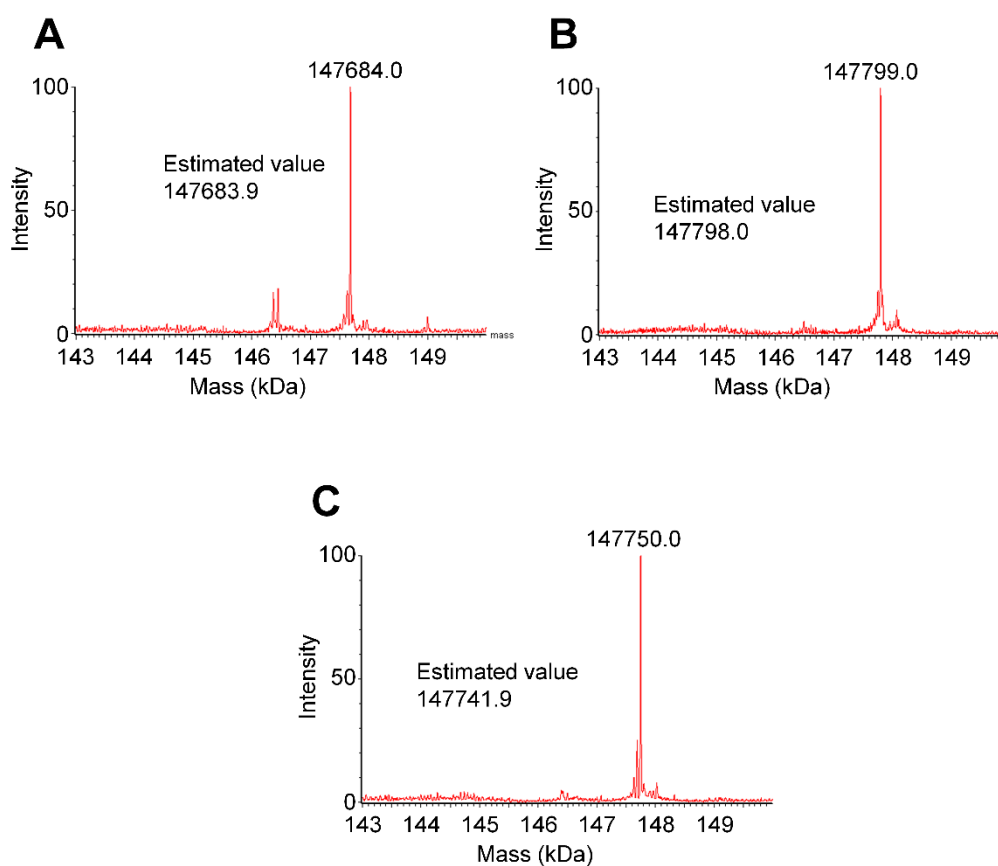 A
147684.0
100
Estimated value
147683.9
Intensity
50
0
mass
143 144 145 146 147 148 149
Mass (kDa)
B
147799.0
100
Estimated value
147798.0
Intensity
50
0
143 144 145 146 147 148 149
Mass (kDa)
C
147750.0
100
Estimated value
147741.9
Intensity
50
0
143 144 145 146 147 148 149
Mass (kDa)